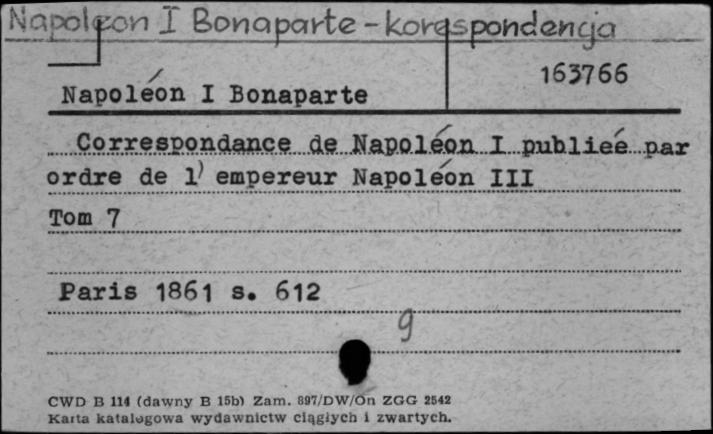 Napoleon I Bonaparte - korespondencja
163766
Napoléon I Bonaparte
Correspondance de Napoléon I publieé par
ordre de l' empereur Napoléon III
Tom 7
Paris 1861 s. 612
9
CWD B 114 (dawny B 15b) Zam. 897/DW/On ZGG 2542
Karta katalogowa wydawnictw ciągłych i zwartych.